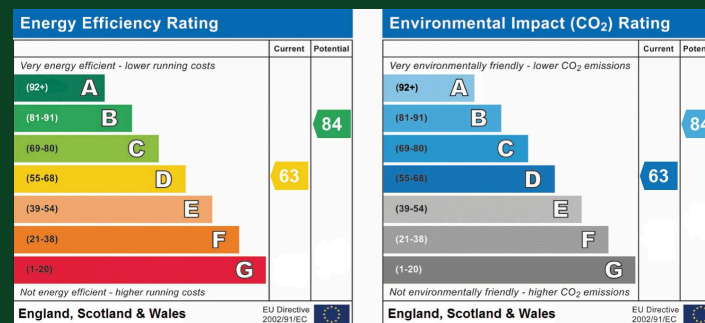 Energy Efficiency Rating
Current Potential
Very energy efficient - lower running costs
(92+) A
(81-91) B
84
(69-80) C
(55-68) D
63
(39-54) E
(21-38) F
(1-20) G
Not energy efficient - higher running costs
England, Scotland & Wales
EU Directive
2002/91/EC
Environmental Impact (CO₂) Rating
Current Poten
Very environmentally friendly - lower CO₂ emissions
(92+) A
(81-91) B
84
(69-80) C
(55-68) D
63
(39-54) E
(21-38) F
(1-20) G
Not environmentally friendly - higher CO₂ emissions
England, Scotland & Wales
EU Directive
2002/91/EC